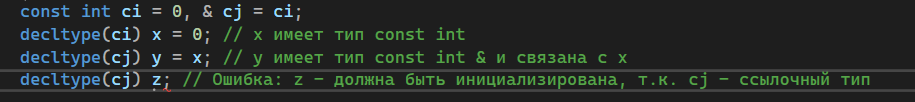 const int ci = 0, & cj = ci;
decltype(ci) x = 0; // x имеет тип const int
decltype(cj) y = x; // y имеет тип const int & и связана с x
decltype(cj) z; // Ошибка: z - должна быть инициализирована, т.к. cj - ссылочный тип